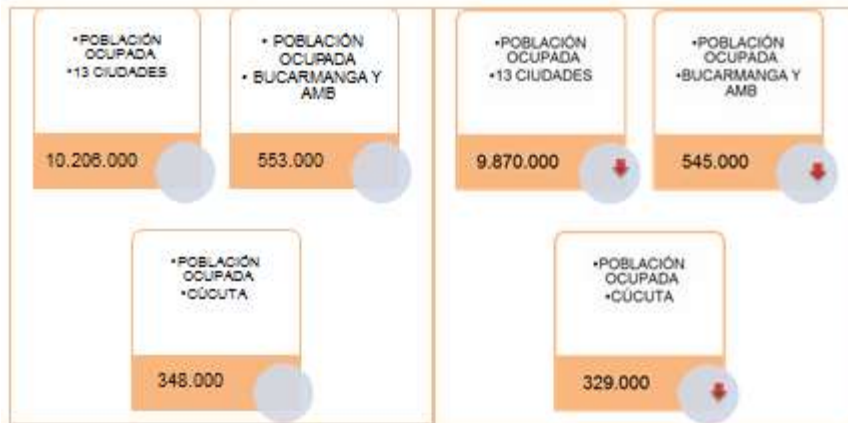 •POBLACIÓN
OCUPADA
•13 CIUDADES
10.206.000
• POBLACIÓN
OCUPADA
• BUCARMANGA Y
AMB
553.000
•POBLACIÓN
OCUPADA
•CÚCUTA
348.000
•POBLACIÓN
OCUPADA
•13 CIUDADES
9.870.000
•POBLACIÓN
OCUPADA
•BUCARMANGA Y
AMB
545.000
•POBLACIÓN
OCUPADA
•CÚCUTA
329.000